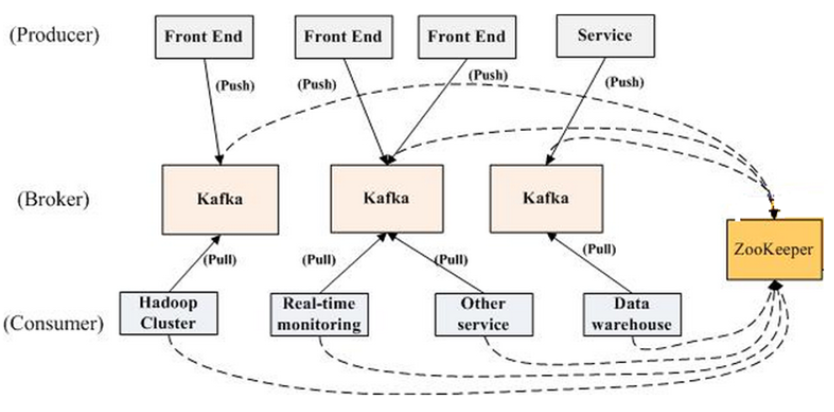 (Producer)
Front End
Front End
Front End
Service
(Push)
(Push)
(Push)
(Push)
(Broker)
Kafka
Kafka
Kafka
ZooKeeper
(Pull)
(Pull)
(Pull)
(Pull)
(Consumer)
Hadoop
Cluster
Real-time
monitoring
Other
service
Data
warehouse